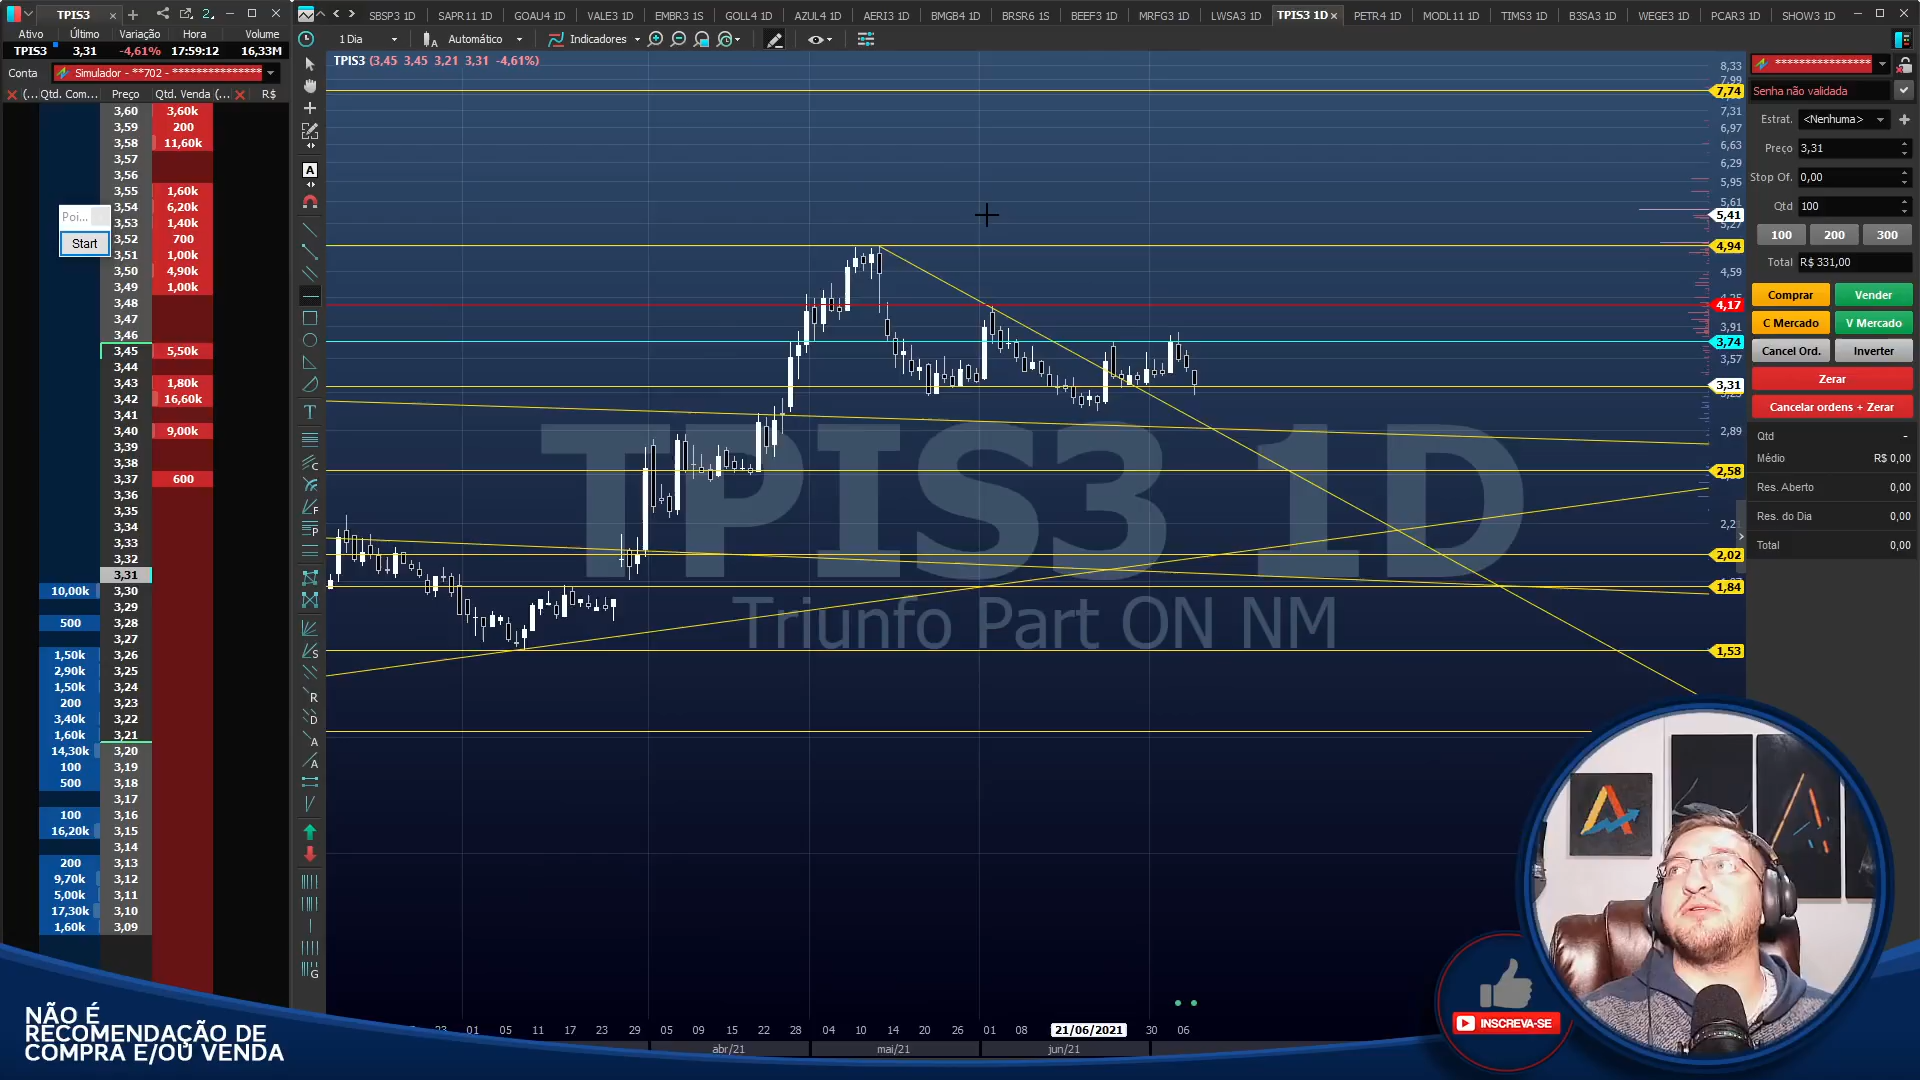 TPIS3
Ativo Último Variação Hora Volume
TPIS3 3,31 -4,61% 17:59:12 16,33M
Conta Simulador - **702 - ****************
(... Qtd. Com... Preço Qtd. Venda (... R$
3,60 3,60k
3,59 200
3,58 11,60k
3,57
3,56
3,55 1,60k
3,54 6,20k
3,53 1,40k
3,52 700
3,51 1,00k
3,50 4,90k
3,49 1,00k
3,48
3,47
3,46
3,45 5,50k
3,44
3,43 1,80k
3,42 16,60k
3,41
3,40 9,00k
3,39
3,38
3,37 600
3,36
3,35
3,34
3,33
3,32
3,31
10,00k 3,30
3,29
500 3,28
3,27
1,50k 3,26
2,90k 3,25
1,50k 3,24
200 3,23
3,40k 3,22
1,60k 3,21
14,30k 3,20
100 3,19
500 3,18
3,17
100 3,16
16,20k 3,15
3,14
200 3,13
9,70k 3,12
5,00k 3,11
17,30k 3,10
1,60k 3,09
Poi...
Start
SBSP3 1D SAPR11 1D GOAU4 1D VALE3 1D EMBR3 1S GOLL4 1D AZUL4 1D AERI3 1D BMGB4 1D BRSR6 1S BEEF3 1D MRFG3 1D LWSA3 1D TPIS3 1D PETR4 1D MODL11 1D TIMS3 1D B3SA3 1D WEGE3 1D PCAR3 1D SHOW3 1D
1 Dia Automático Indicadores
TPIS3 (3,45 3,45 3,21 3,31 -4,61%)
8,33
7,99
7,74
7,31
6,97
6,63
6,29
5,95
5,61
5,41
5,27
4,94
4,59
4,17
3,91
3,74
3,57
3,31
2,89
2,58
2,02
1,84
1,53
TPIS3 1D
Triunfo Part ON NM
01 05 11 17 23 29 05 09 15 22 28 04 10 14 20 26 01 08 21/06/2021 30 06
abr/21 mai/21 jun/21
****************
Senha não validada
Estrat. <Nenhuma>
Preço 3,31
Stop Of. 0,00
Qtd 100
100 200 300
Total R$ 331,00
Comprar Vender
C Mercado V Mercado
Cancel Ord. Inverter
Zerar
Cancelar ordens + Zerar
Qtd -
Médio R$ 0,00
Res. Aberto 0,00
Res. do Dia 0,00
Total 0,00
NÃO É
RECOMENDAÇÃO DE
COMPRA E/OU VENDA
INSCREVA-SE